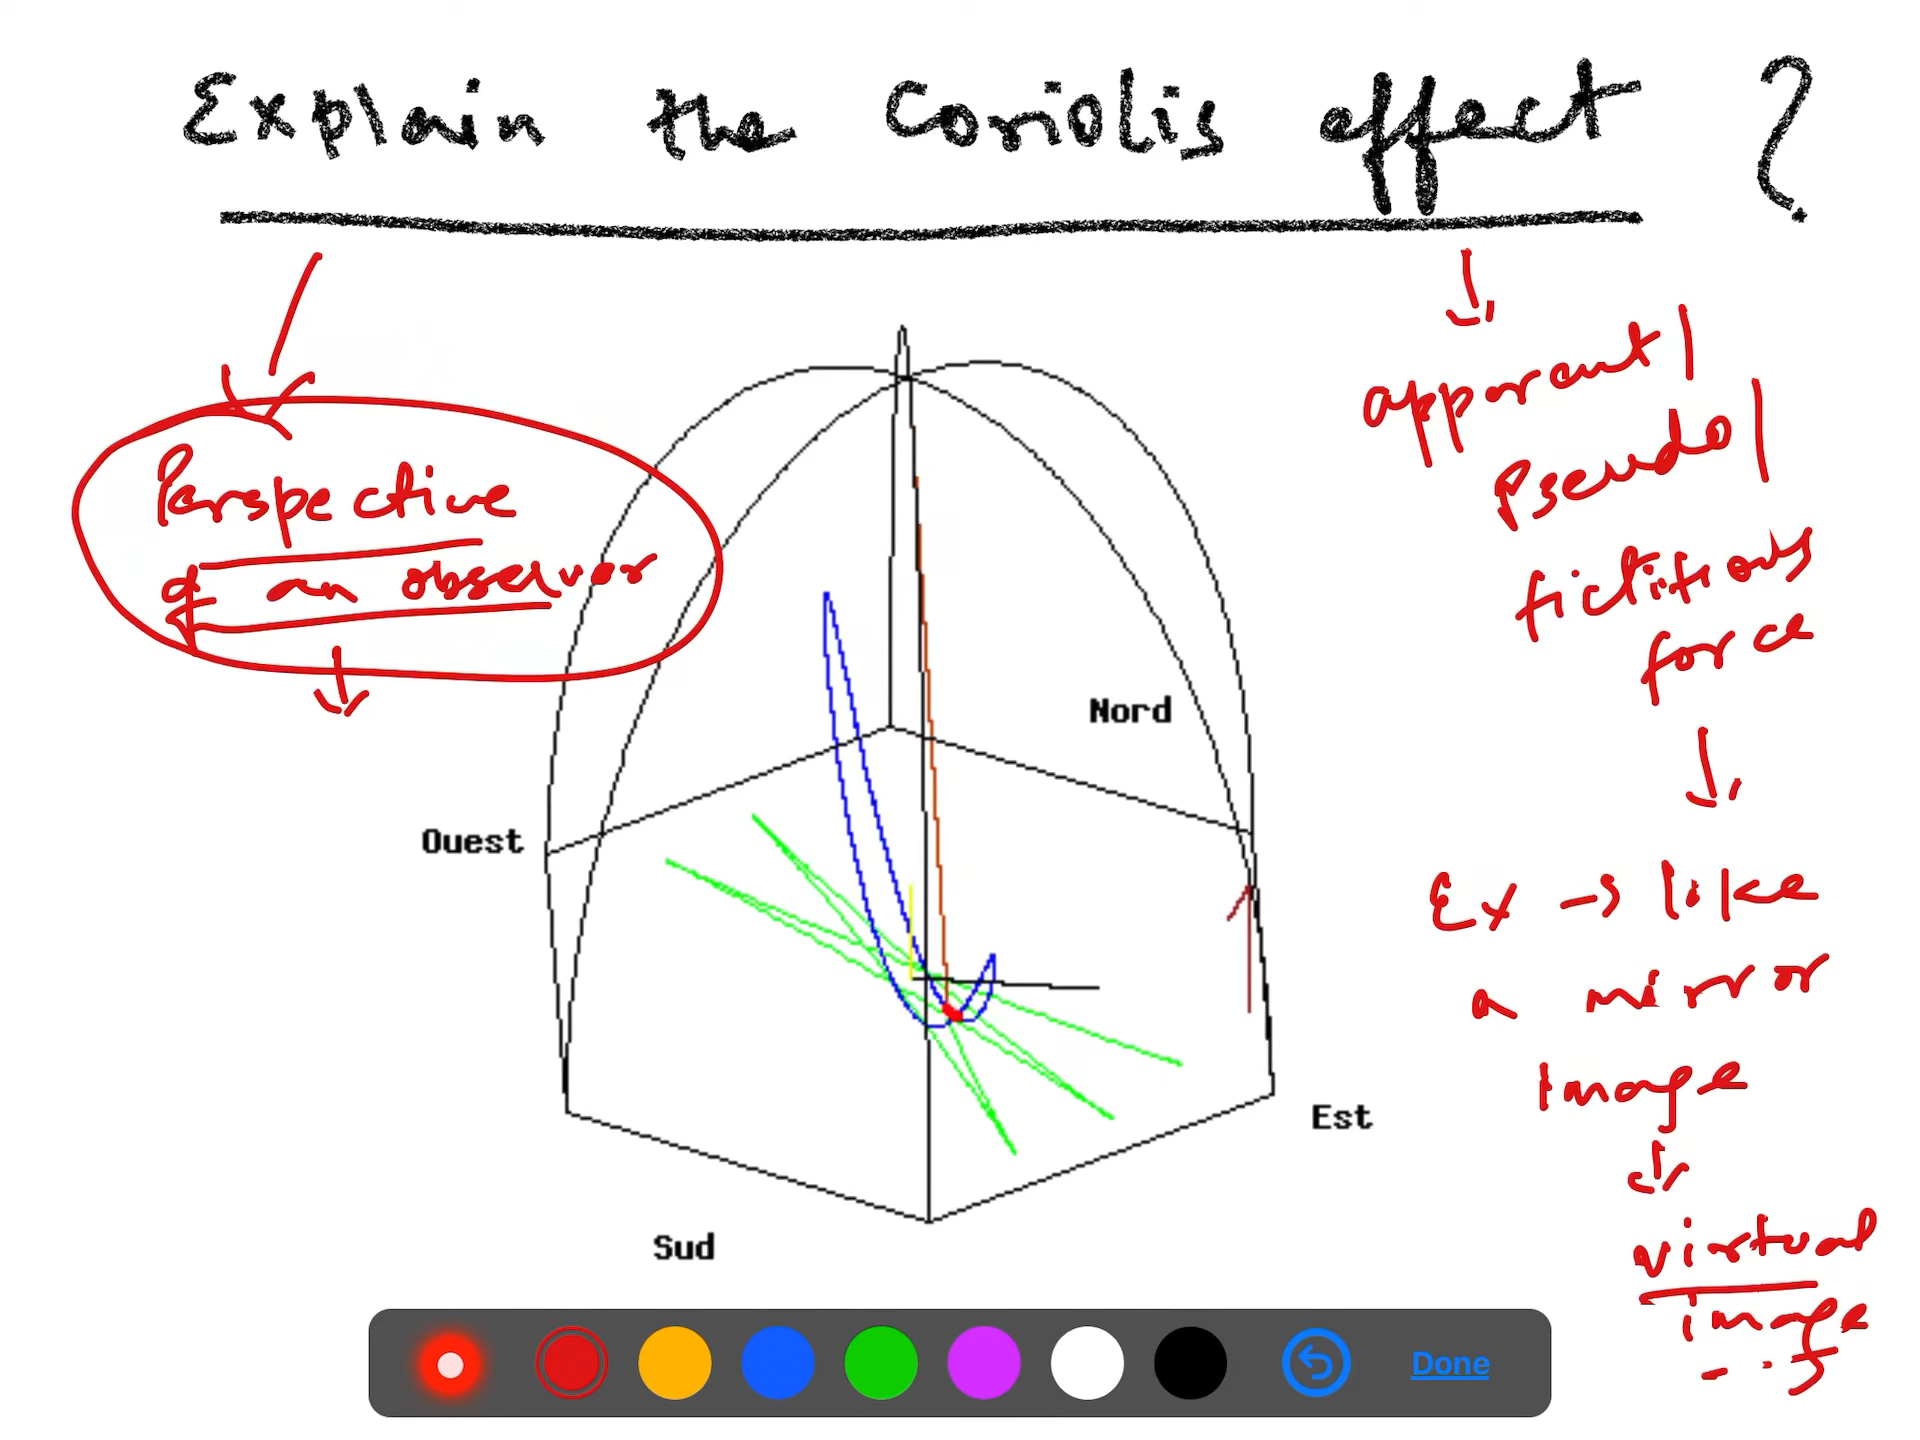 Explain the Coriolis effect ?
Perspective
of an observer
apparent/
Pseudo/
fictitious
force
Ex → like
a mirror
image
virtual
image
Nord
Ouest
Est
Sud
Done